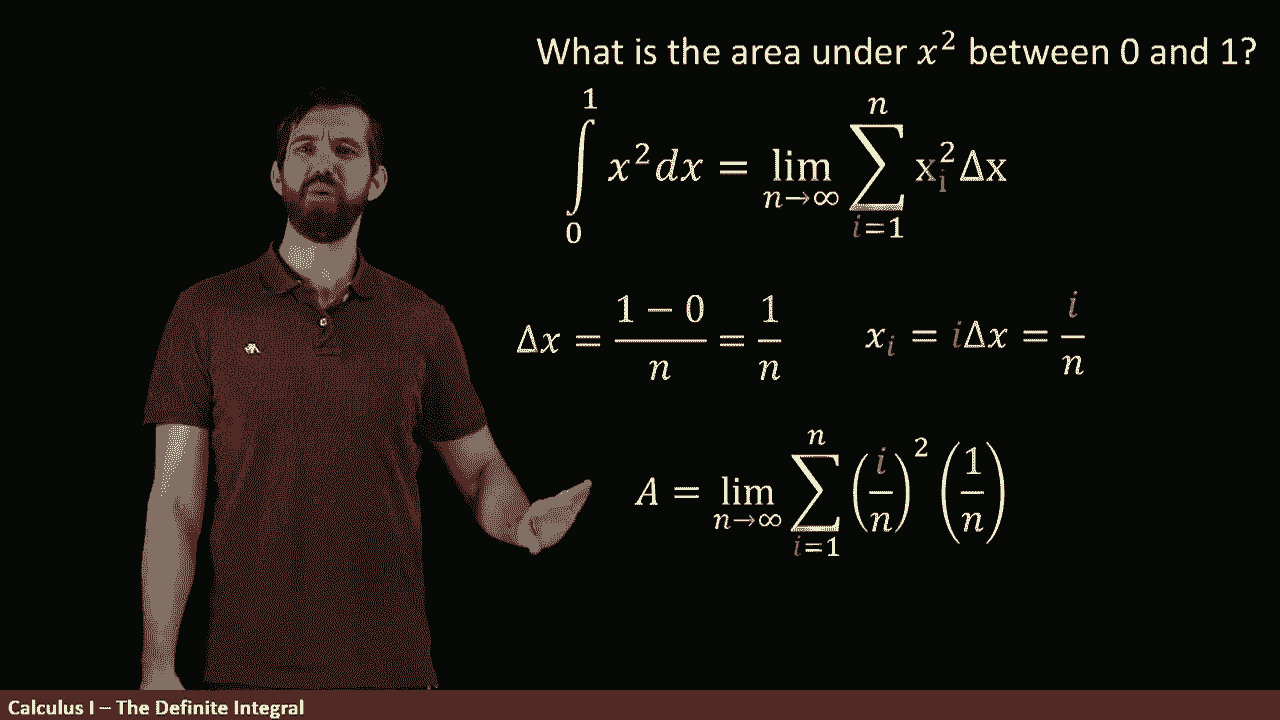 What is the area under $x^2$ between 0 and 1?
$\int_0^1 x^2 dx = \lim_{n \to \infty} \sum_{i=1}^{n} x_i^2 \Delta x$
$\Delta x = \frac{1-0}{n} = \frac{1}{n}$ $x_i = i\Delta x = \frac{i}{n}$
$A = \lim_{n \to \infty} \sum_{i=1}^{n} \left(\frac{i}{n}\right)^2 \left(\frac{1}{n}\right)$
Calculus I – The Definite Integral